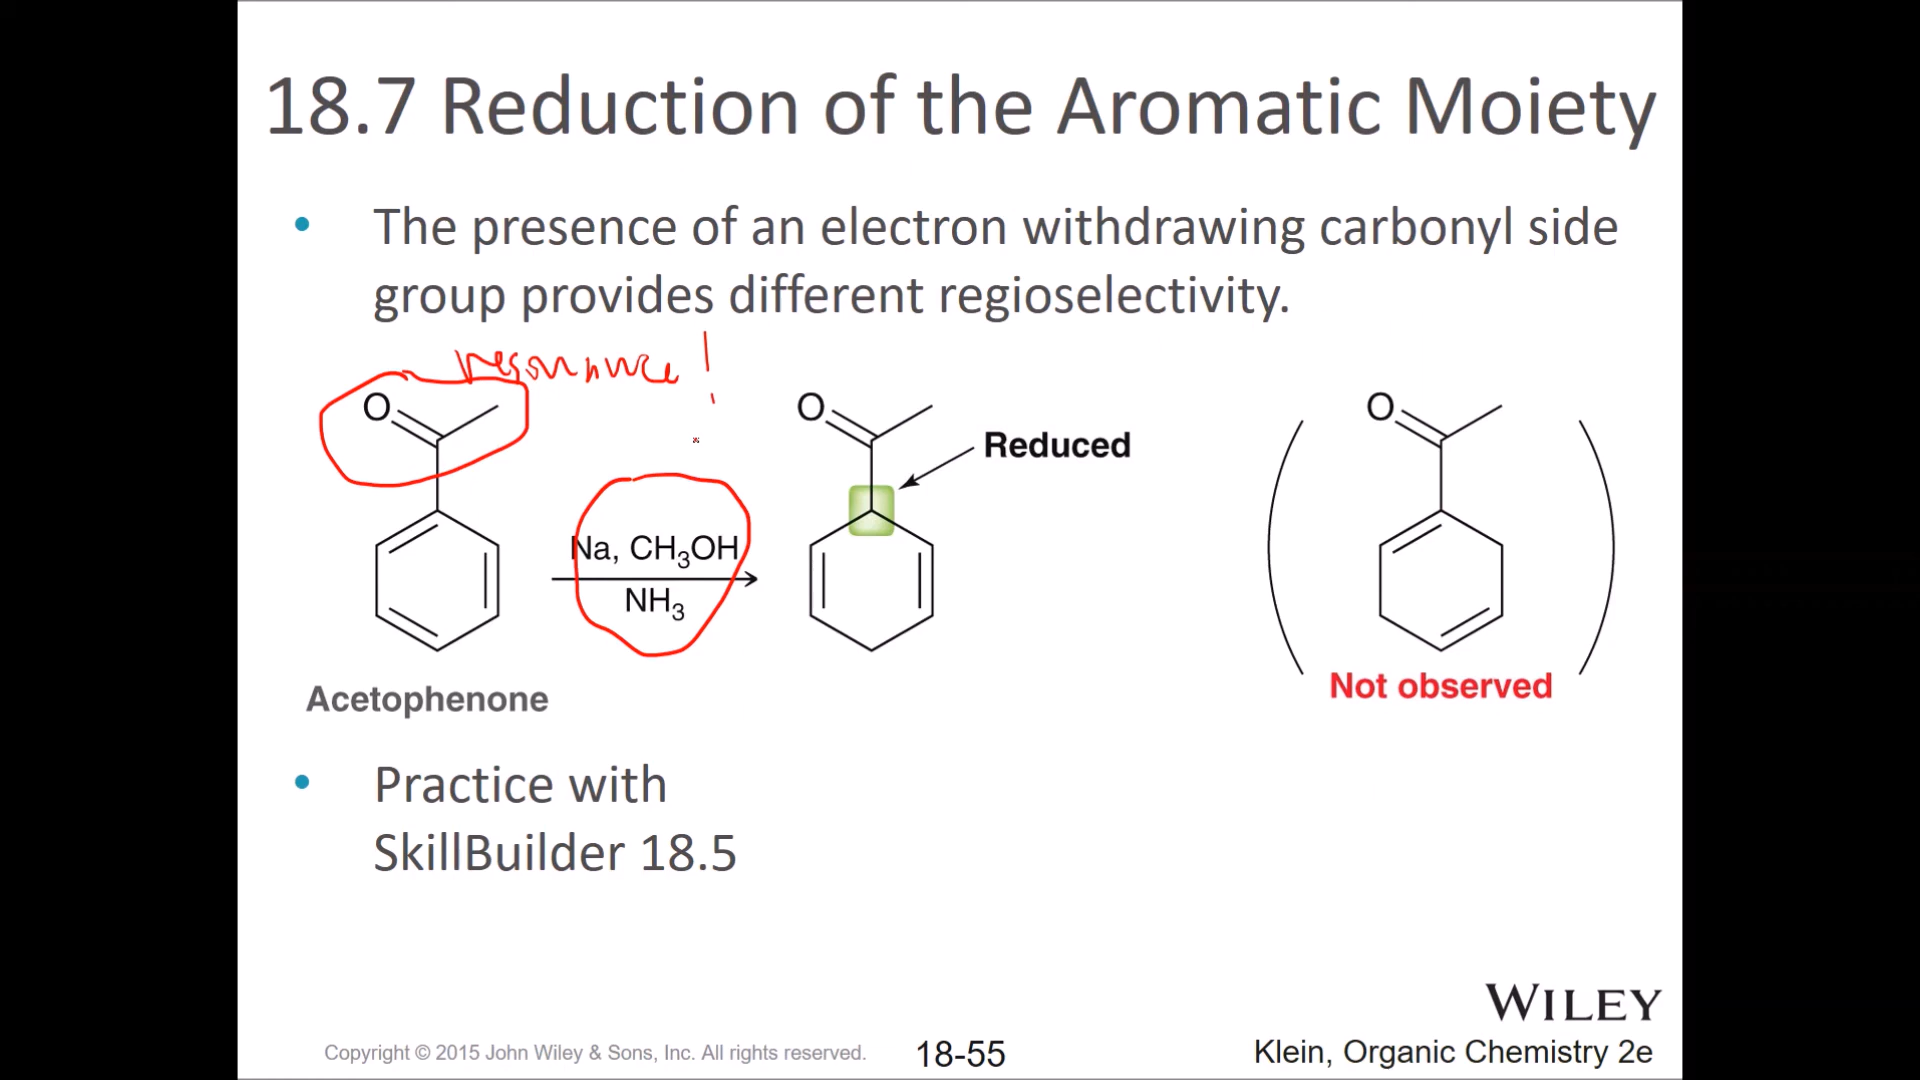 18.7 Reduction of the Aromatic Moiety
• The presence of an electron withdrawing carbonyl side
group provides different regioselectivity.
resonance !
O
O
Reduced
O
Na, CH₃OH
NH₃
Not observed
Acetophenone
• Practice with
SkillBuilder 18.5
WILEY
Copyright © 2015 John Wiley & Sons, Inc. All rights reserved.
18-55
Klein, Organic Chemistry 2e